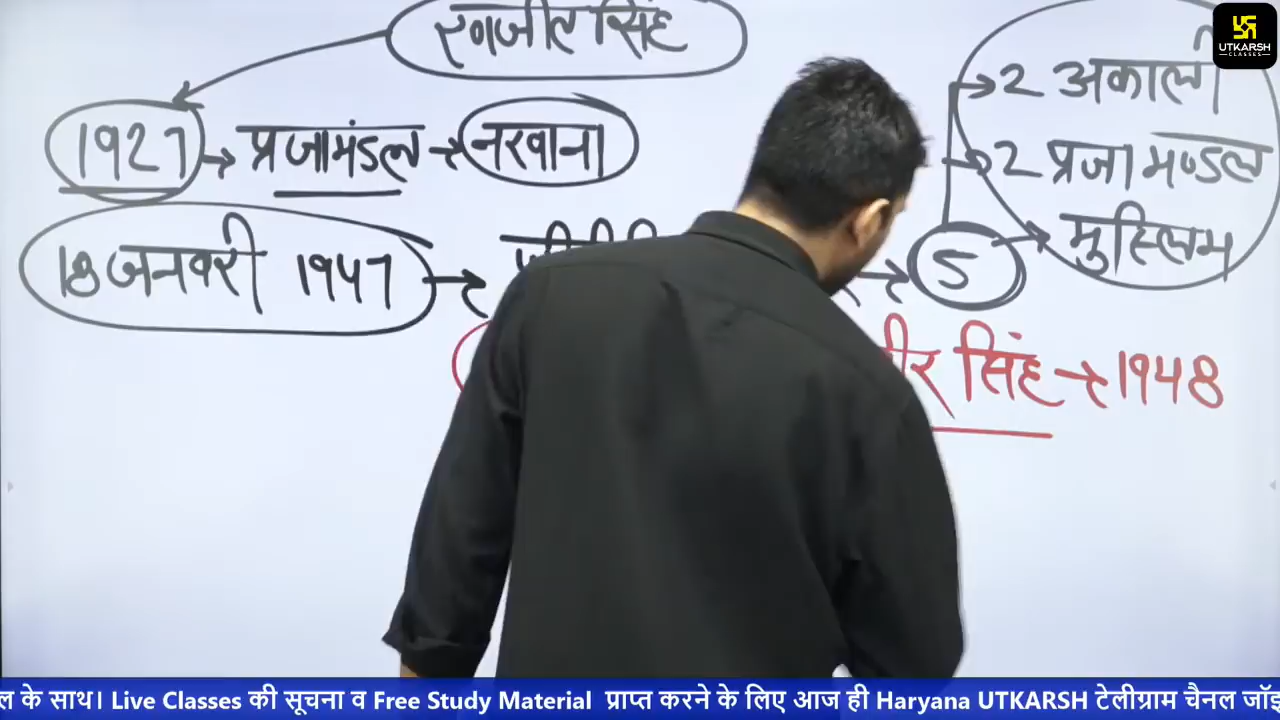 रणजीत सिंह
1927 → प्रजामंडल → नरवाना
2 अकाली
2 प्रजा मण्डल
मुस्लिम
18 जनवरी 1947 →
→ 5
सिंह → 1948
UTKARSH
CLASSES
के साथ। Live Classes की सूचना व Free Study Material प्राप्त करने के लिए आज ही Haryana UTKARSH टेलीग्राम चैनल